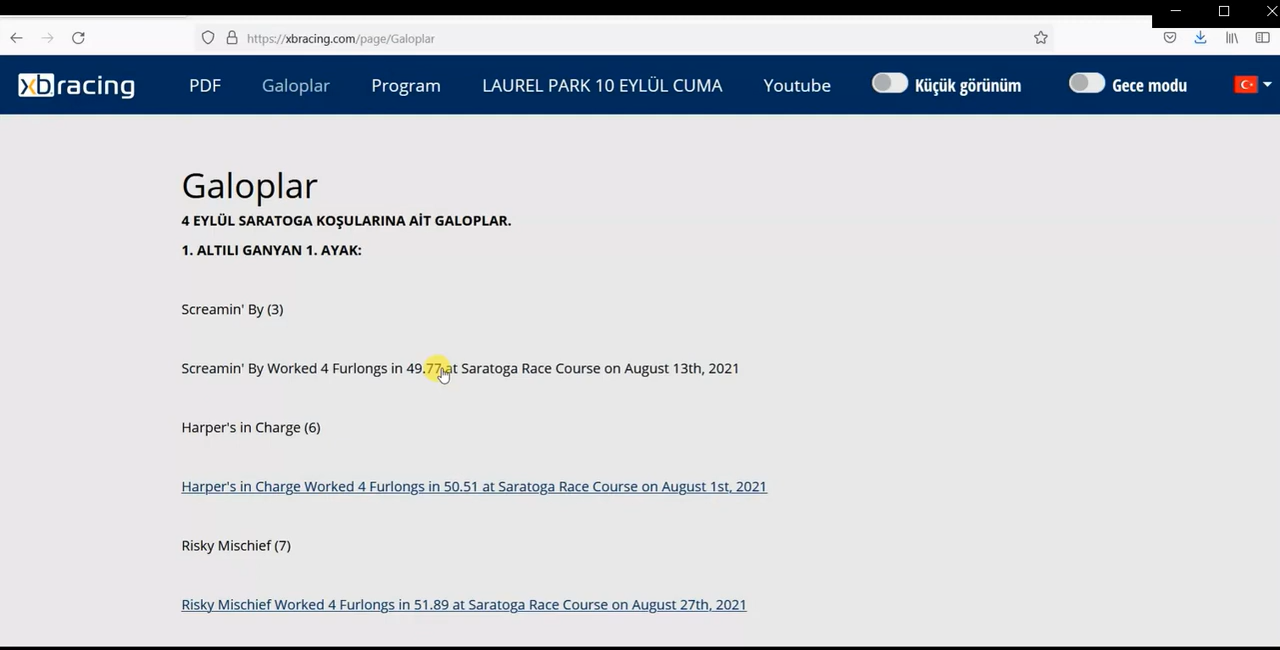 https://xbracing.com/page/Galoplar
xbracing PDF Galoplar Program LAUREL PARK 10 EYLÜL CUMA Youtube Küçük görünüm Gece modu
Galoplar
4 EYLÜL SARATOGA KOŞULARINA AİT GALOPLAR.
1. ALTILI GANYAN 1. AYAK:
Screamin' By (3)
Screamin' By Worked 4 Furlongs in 49.77 at Saratoga Race Course on August 13th, 2021
Harper's in Charge (6)
Harper's in Charge Worked 4 Furlongs in 50.51 at Saratoga Race Course on August 1st, 2021
Risky Mischief (7)
Risky Mischief Worked 4 Furlongs in 51.89 at Saratoga Race Course on August 27th, 2021